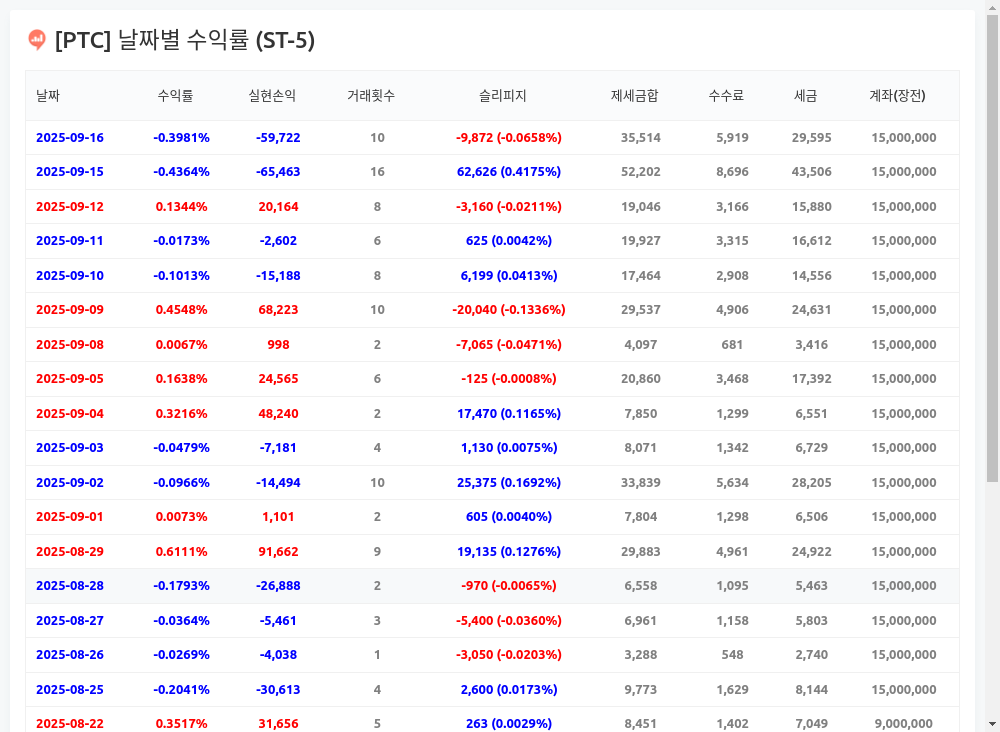 [PTC] 날짜별 수익률 (ST-5)
날짜 수익률 실현손익 거래횟수 슬리피지 제세금합 수수료 세금 계좌(장전)
2025-09-16 -0.3981% -59,722 10 -9,872 (-0.0658%) 35,514 5,919 29,595 15,000,000
2025-09-15 -0.4364% -65,463 16 62,626 (0.4175%) 52,202 8,696 43,506 15,000,000
2025-09-12 0.1344% 20,164 8 -3,160 (-0.0211%) 19,046 3,166 15,880 15,000,000
2025-09-11 -0.0173% -2,602 6 625 (0.0042%) 19,927 3,315 16,612 15,000,000
2025-09-10 -0.1013% -15,188 8 6,199 (0.0413%) 17,464 2,908 14,556 15,000,000
2025-09-09 0.4548% 68,223 10 -20,040 (-0.1336%) 29,537 4,906 24,631 15,000,000
2025-09-08 0.0067% 998 2 -7,065 (-0.0471%) 4,097 681 3,416 15,000,000
2025-09-05 0.1638% 24,565 6 -125 (-0.0008%) 20,860 3,468 17,392 15,000,000
2025-09-04 0.3216% 48,240 2 17,470 (0.1165%) 7,850 1,299 6,551 15,000,000
2025-09-03 -0.0479% -7,181 4 1,130 (0.0075%) 8,071 1,342 6,729 15,000,000
2025-09-02 -0.0966% -14,494 10 25,375 (0.1692%) 33,839 5,634 28,205 15,000,000
2025-09-01 0.0073% 1,101 2 605 (0.0040%) 7,804 1,298 6,506 15,000,000
2025-08-29 0.6111% 91,662 9 19,135 (0.1276%) 29,883 4,961 24,922 15,000,000
2025-08-28 -0.1793% -26,888 2 -970 (-0.0065%) 6,558 1,095 5,463 15,000,000
2025-08-27 -0.0364% -5,461 3 -5,400 (-0.0360%) 6,961 1,158 5,803 15,000,000
2025-08-26 -0.0269% -4,038 1 -3,050 (-0.0203%) 3,288 548 2,740 15,000,000
2025-08-25 -0.2041% -30,613 4 2,600 (0.0173%) 9,773 1,629 8,144 15,000,000
2025-08-22 0.3517% 31,656 5 263 (0.0029%) 8,451 1,402 7,049 9,000,000